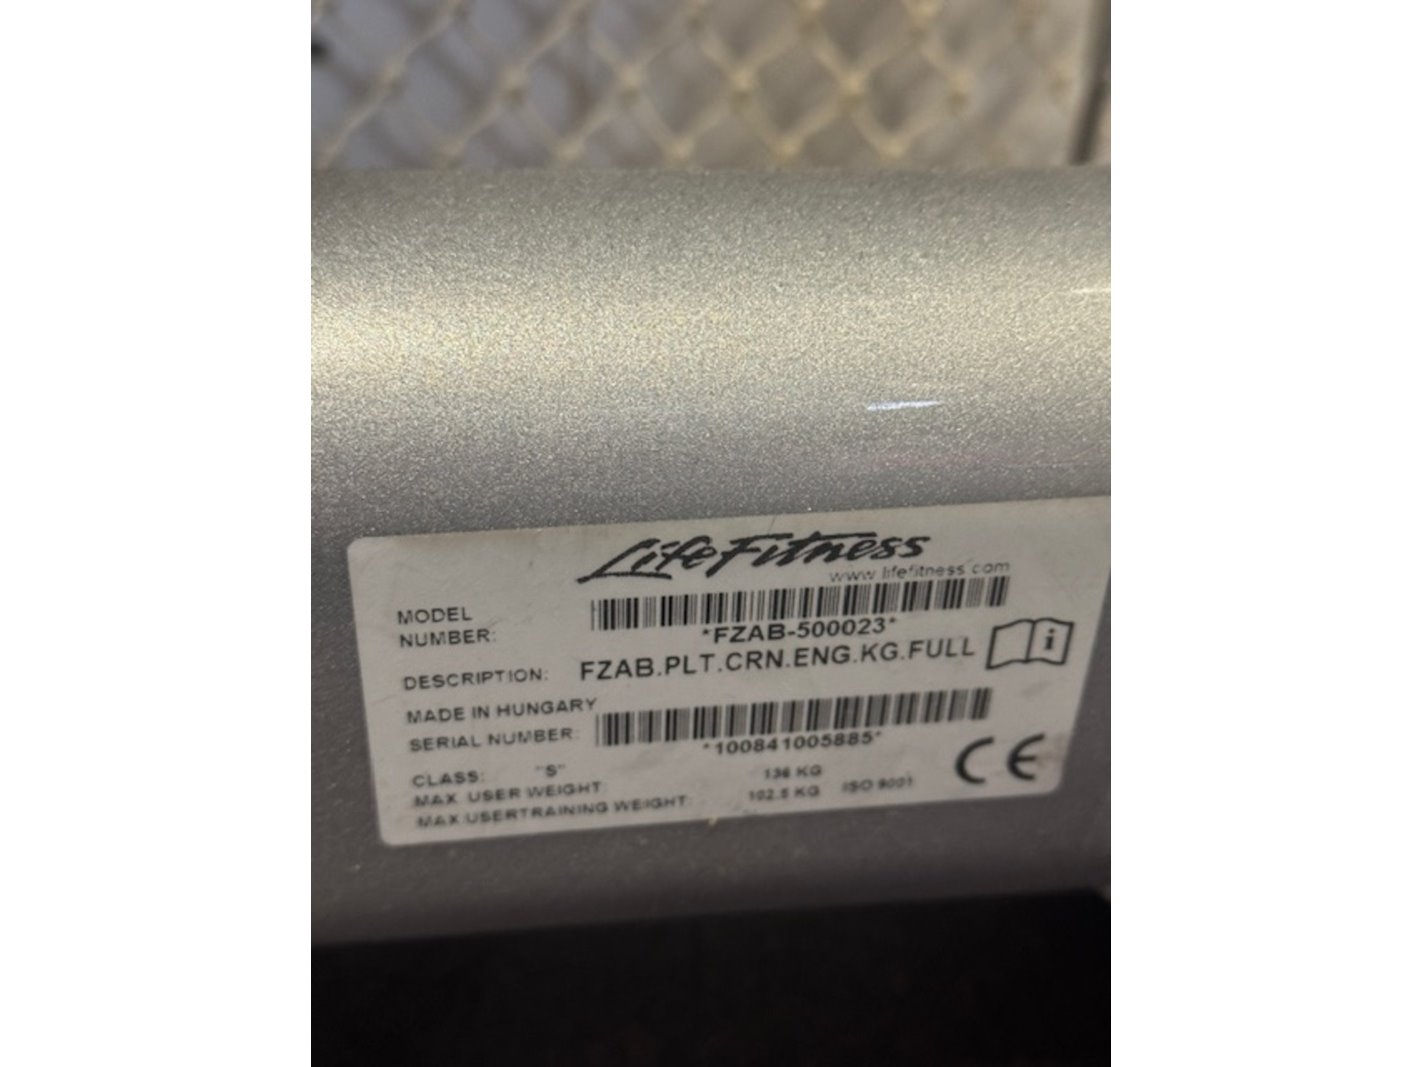 LifeFitness
www.lifefitness.com
MODEL
NUMBER:
*FZAB-500023*
DESCRIPTION: FZAB.PLT.CRN.ENG.KG.FULL
MADE IN HUNGARY
SERIAL NUMBER:
*100841005885*
CLASS: "S"
MAX USER WEIGHT: 136 KG
MAX USERTRAINING WEIGHT: 102.5 KG ISO 9001
CE
i